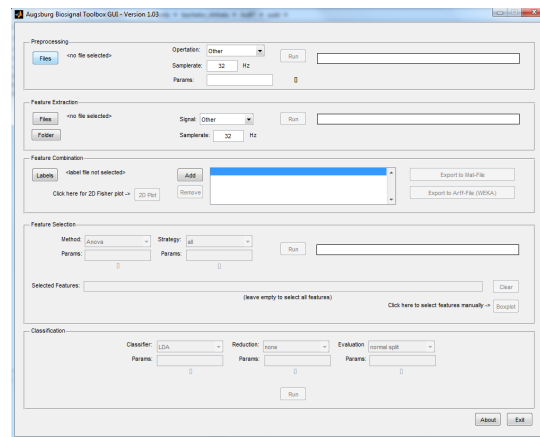 Augsburg Biosignal Toolbox GUI - Version 1.03
Preprocessing
Files <no file selected> Opertation: Other Run
Samplerate: 32 Hz
Params: []
Feature Extraction
Files <no file selected> Signal: Other Run
Folder Samplerate: 32 Hz
Feature Combination
Labels <label file not selected> Add Export to Mat-File
Click here for 2D Fisher plot -> 2D Plot Remove Export to Arff-File (WEKA)
Feature Selection
Method: Anova Strategy: all Run
Params: Params:
[] []
Selected Features: Clear
(leave empty to select all features)
Click here to select features manually -> Boxplot
Classification
Classifier: LDA Reduction: none Evaluation normal split
Params: Params: Params:
[] [] []
Run
About Exit